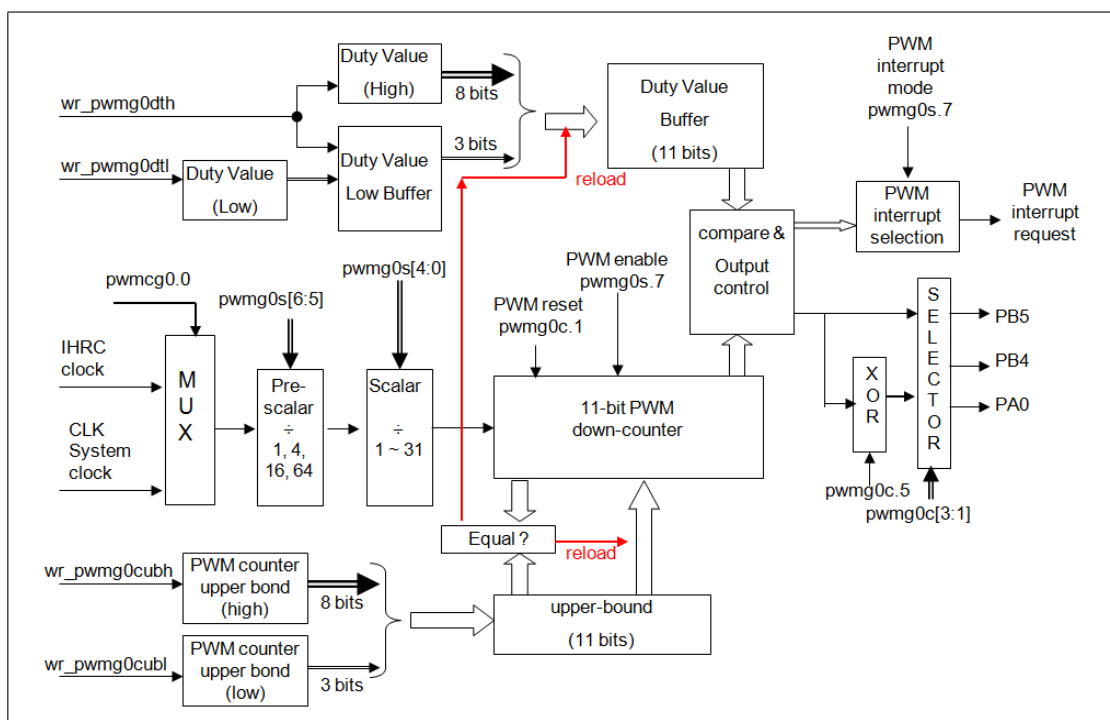 wr_pwmg0dth
Duty Value
(High)
8 bits
wr_pwmg0dtl
Duty Value
(Low)
Duty Value
Low Buffer
3 bits
reload
Duty Value
Buffer
(11 bits)
PWM
interrupt
mode
pwmg0s.7
compare &
Output
control
PWM
interrupt
selection
PWM
interrupt
request
pwmcg0.0
pwmg0s[6:5]
pwmg0s[4:0]
PWM reset
pwmg0c.1
PWM enable
pwmg0s.7
IHRC
clock
CLK
System
clock
M
U
X
Pre-
scalar
÷
1, 4,
16, 64
Scalar
÷
1 ~ 31
11-bit PWM
down-counter
X
O
R
pwmg0c.5
S
E
L
E
C
T
O
R
pwmg0c[3:1]
PB5
PB4
PA0
Equal ?
reload
wr_pwmg0cubh
PWM counter
upper bond
(high)
8 bits
wr_pwmg0cubl
PWM counter
upper bond
(low)
3 bits
upper-bound
(11 bits)